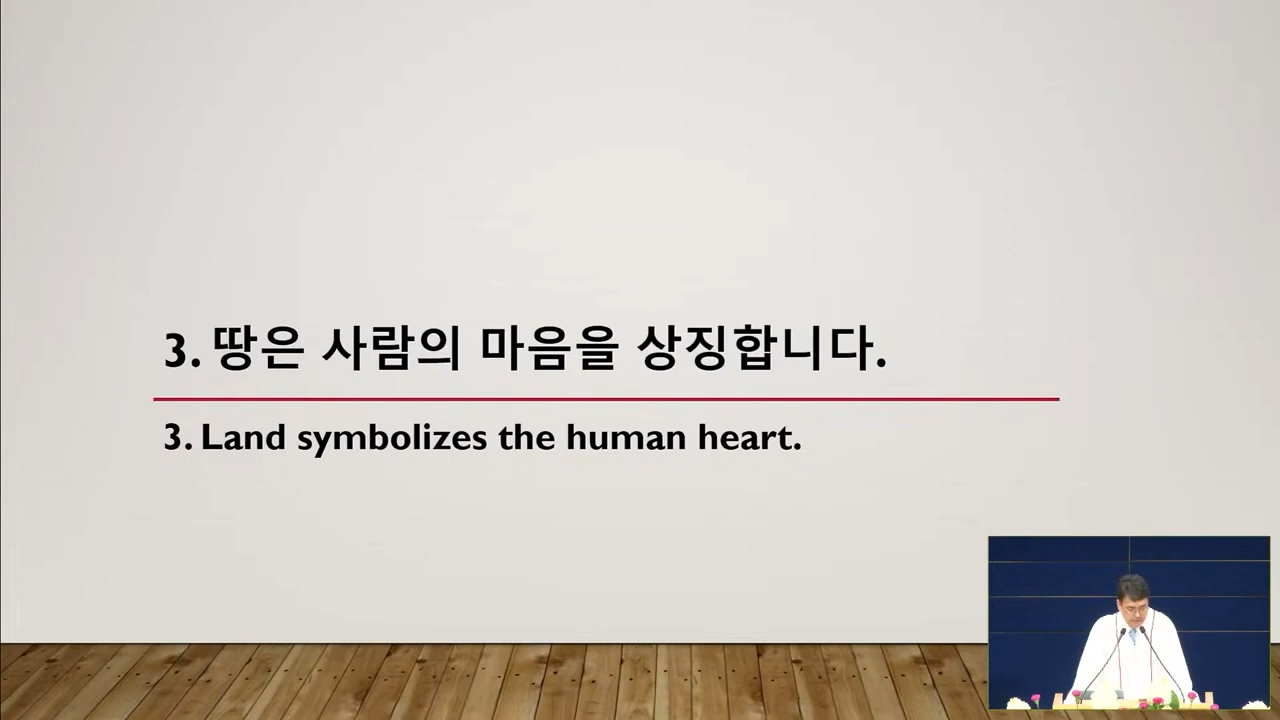 3. 땅은 사람의 마음을 상징합니다.
3. Land symbolizes the human heart.